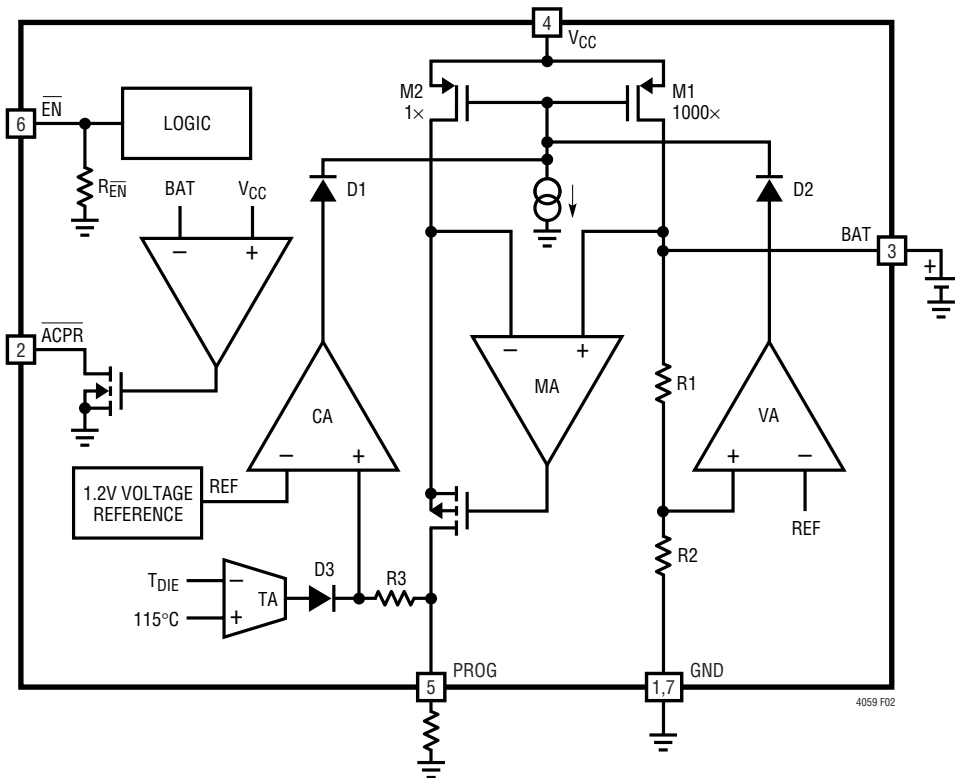 4
VCC
M2
1×
M1
1000×
6
EN
LOGIC
REN
BAT
VCC
D1
D2
−
+
BAT
3
+
2
ACPR
−
+
MA
R1
CA
VA
−
+
+
−
1.2V VOLTAGE
REFERENCE
REF
REF
R2
TDIE
−
TA
D3
R3
115°C
+
5
PROG
1,7
GND
4059 F02